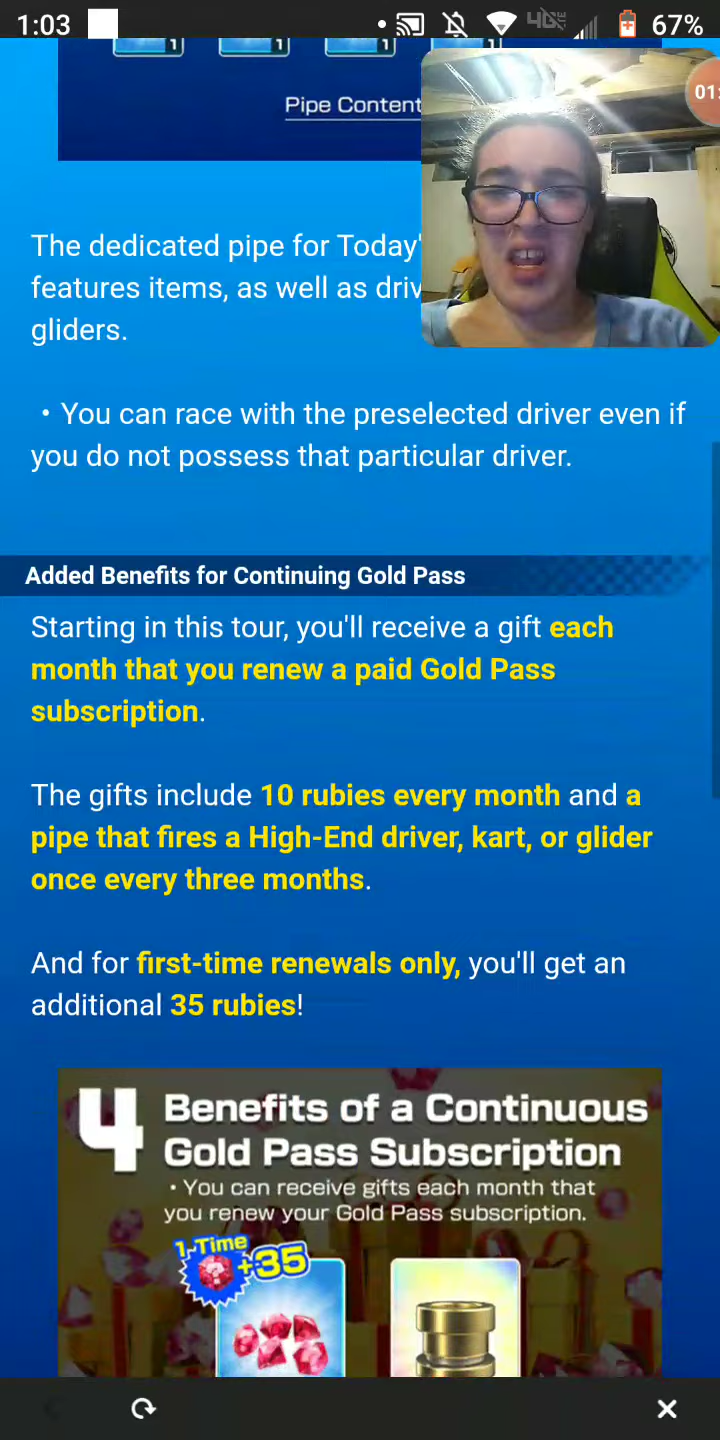 1:03
67%
01:
1
1
1
1
Pipe Content
The dedicated pipe for Today'
features items, as well as driv
gliders.
• You can race with the preselected driver even if
you do not possess that particular driver.
Added Benefits for Continuing Gold Pass
Starting in this tour, you'll receive a gift each
month that you renew a paid Gold Pass
subscription.
The gifts include 10 rubies every month and a
pipe that fires a High-End driver, kart, or glider
once every three months.
And for first-time renewals only, you'll get an
additional 35 rubies!
4 Benefits of a Continuous
Gold Pass Subscription
• You can receive gifts each month that
you renew your Gold Pass subscription.
1-Time
+35